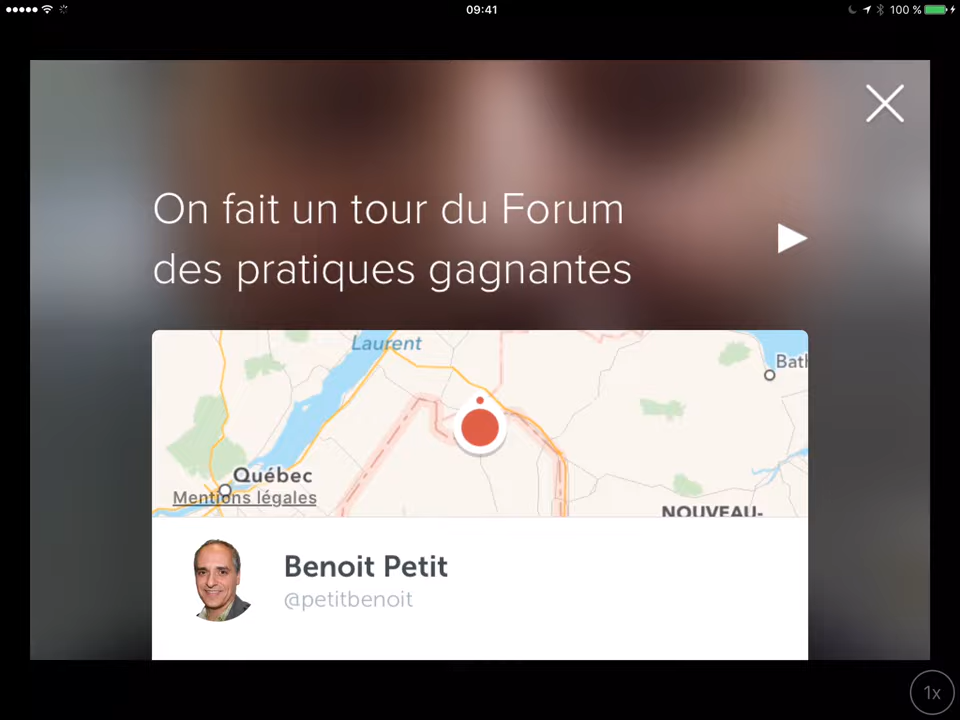 09:41
100 %
On fait un tour du Forum
des pratiques gagnantes
Laurent
Bath
Québec
Mentions légales
NOUVEAU-
Benoit Petit
@petitbenoit
1x